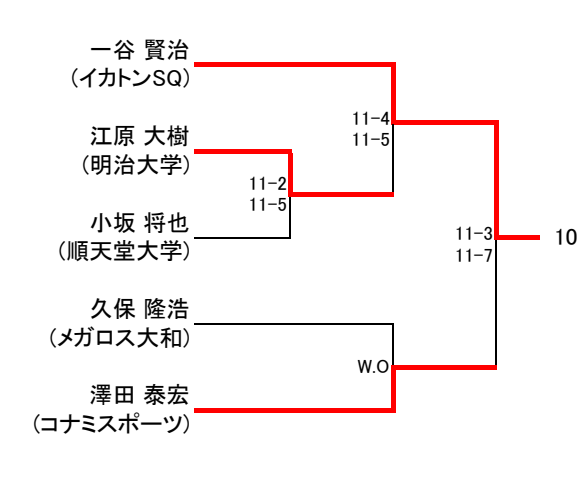 一谷 賢治
(イカトンSQ)
11-4
11-5
江原 大樹
(明治大学)
11-2
11-5
小坂 将也
(順天堂大学)
11-3
11-7
10
久保 隆浩
(メガロス大和)
W.O
澤田 泰宏
(コナミスポーツ)